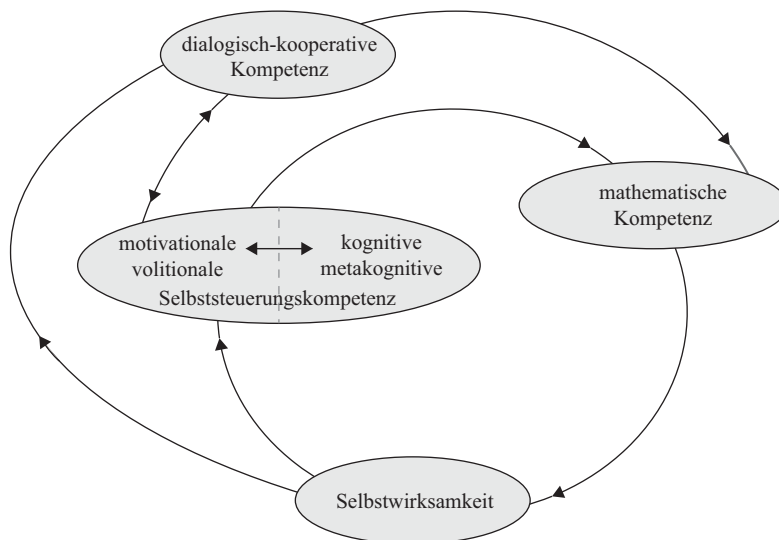 dialogisch-kooperative
Kompetenz
mathematische
Kompetenz
motivationale kognitive
volitionale metakognitive
Selbststeuerungskompetenz
Selbstwirksamkeit